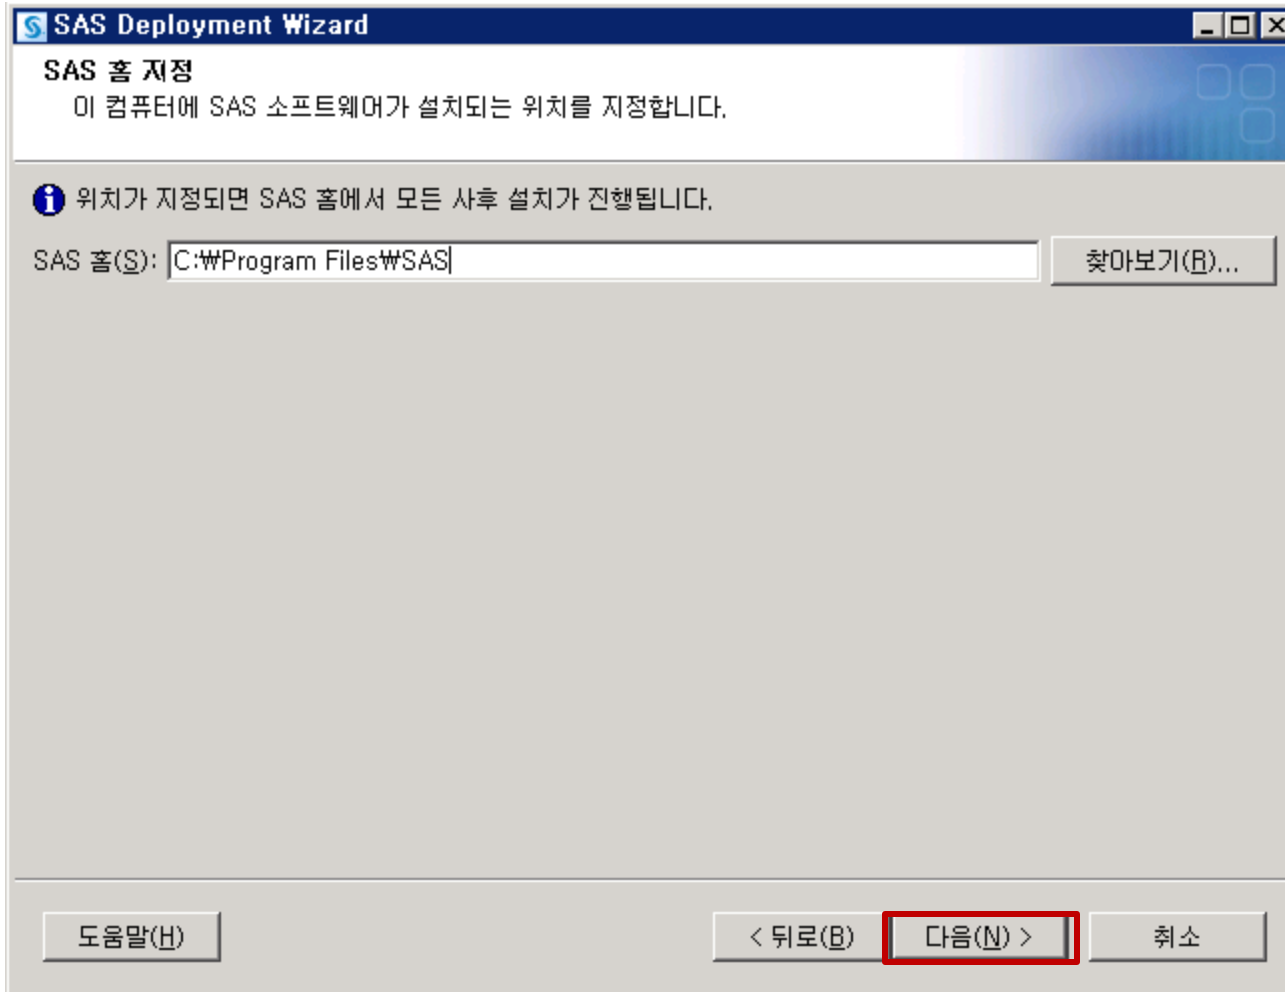 SAS Deployment Wizard
SAS 홈 지정
이 컴퓨터에 SAS 소프트웨어가 설치되는 위치를 지정합니다.
위치가 지정되면 SAS 홈에서 모든 사후 설치가 진행됩니다.
SAS 홈(S): C:₩Program Files₩SAS 찾아보기(R)...
도움말(H) < 뒤로(B) 다음(N) > 취소